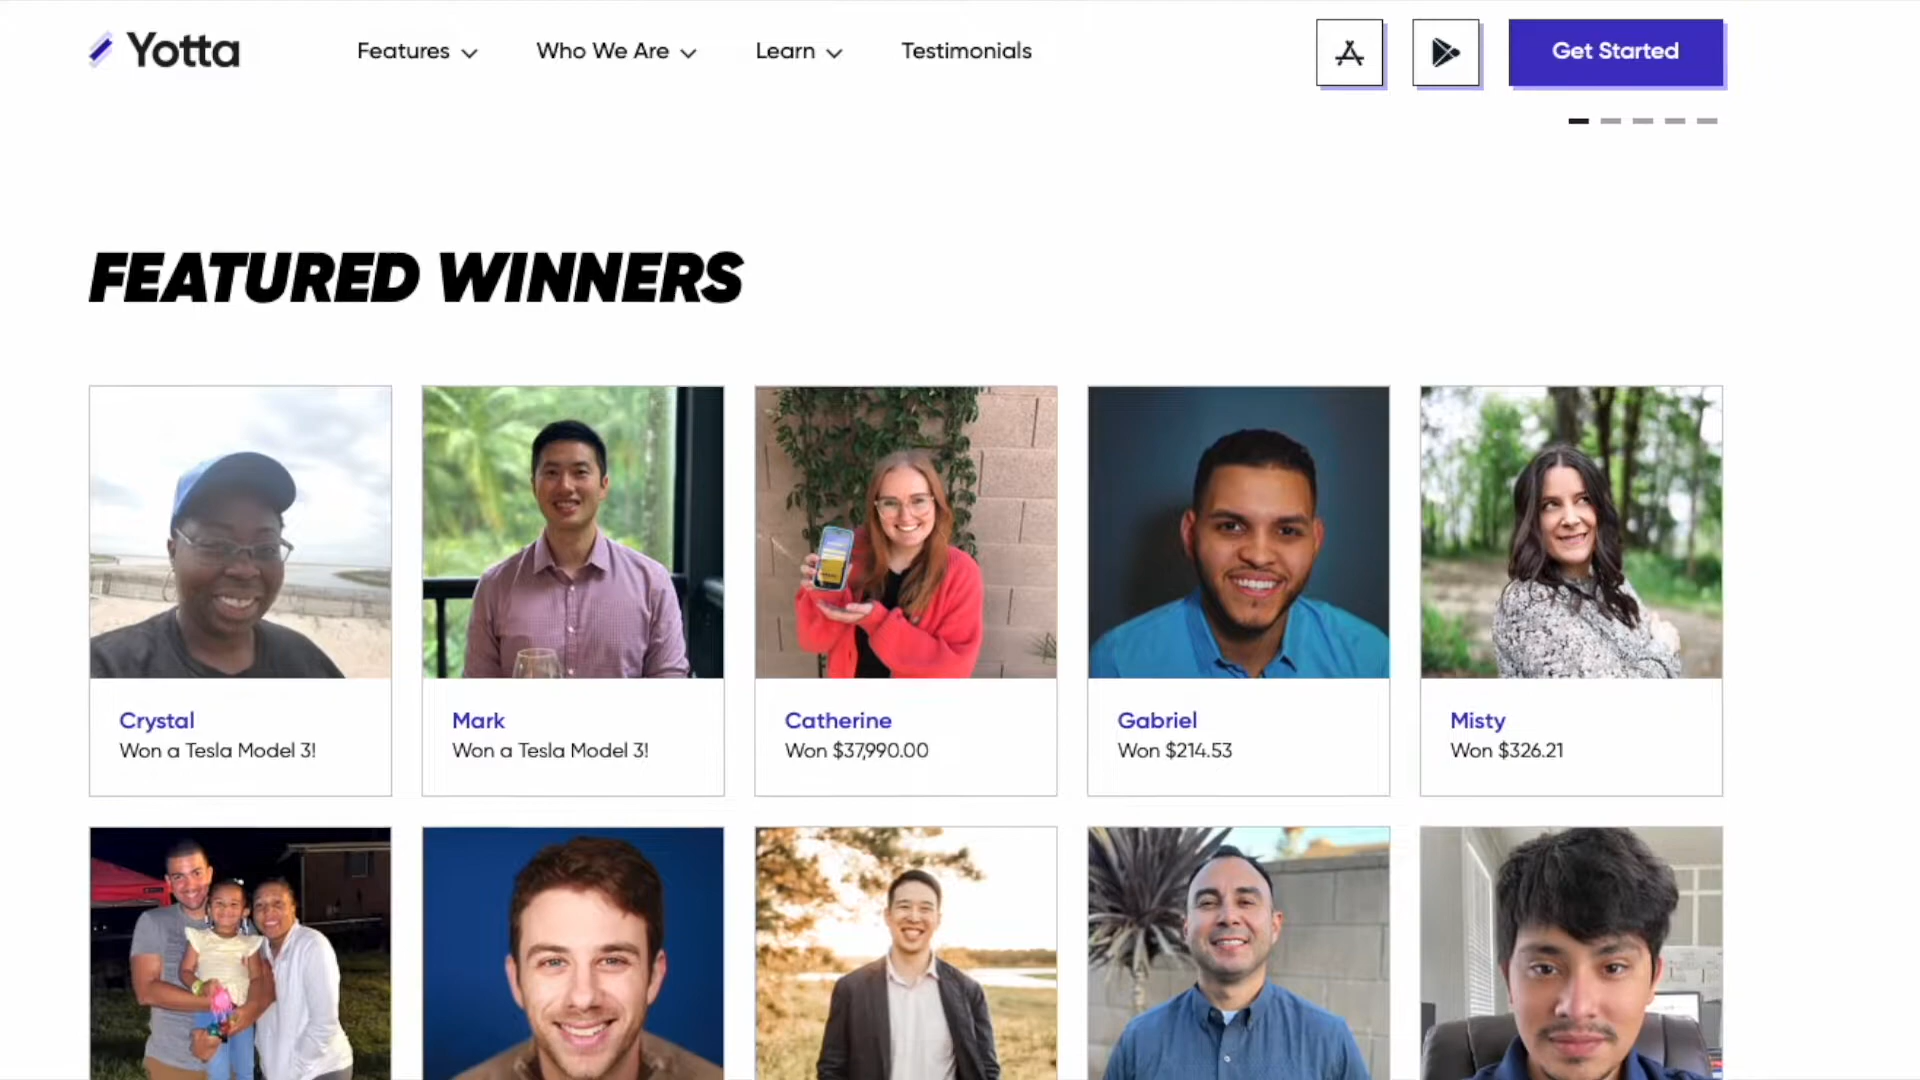 Yotta
Features
Who We Are
Learn
Testimonials
Get Started
FEATURED WINNERS
Crystal
Won a Tesla Model 3!
Mark
Won a Tesla Model 3!
Catherine
Won $37,990.00
Gabriel
Won $214.53
Misty
Won $326.21